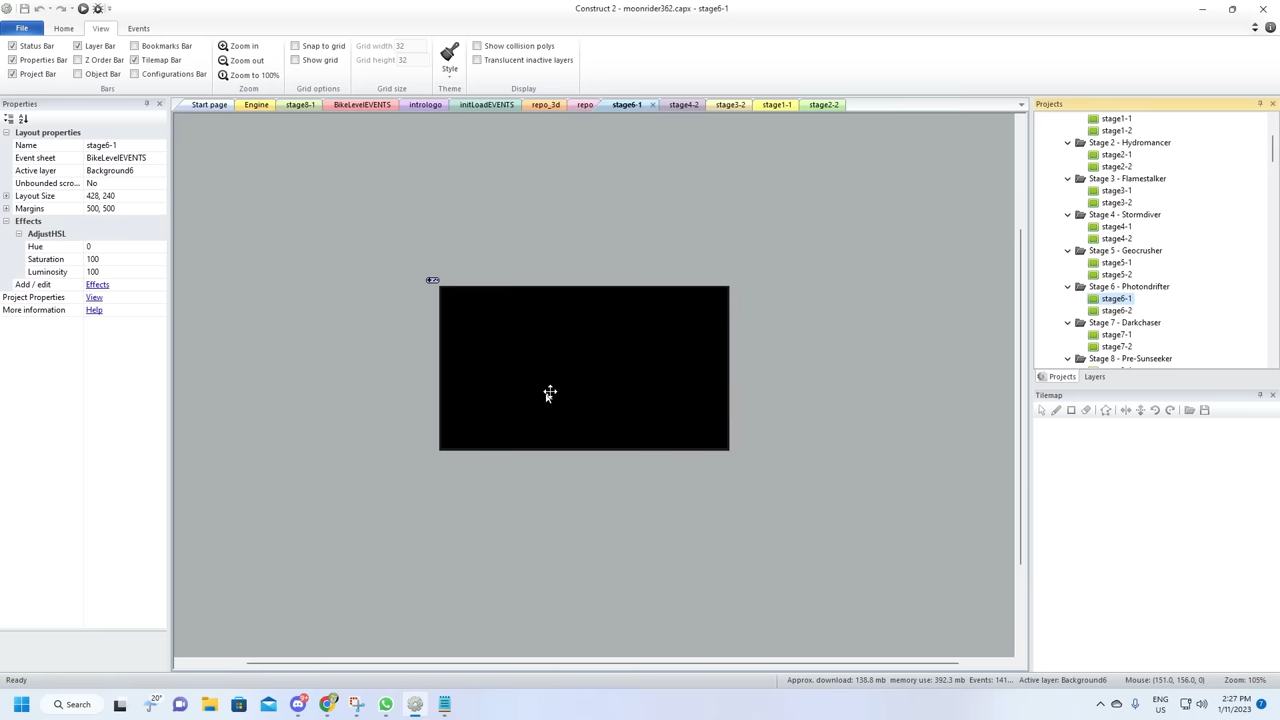 Construct 2 - moonrider362.capx - stage6-1
File Home View Events
Status Bar Layer Bar Bookmarks Bar
Properties Bar Z Order Bar Tilemap Bar
Project Bar Object Bar Configurations Bar
Bars
Zoom in
Zoom out
Zoom to 100%
Zoom
Snap to grid
Show grid
Grid options
Grid width 32
Grid height 32
Grid size
Style
Theme
Show collision polys
Translucent inactive layers
Display
Start page Engine stage8-1 BikeLevelEVENTS intrologo initLoadEVENTS repo_3d repo stage6-1 stage4-2 stage3-2 stage1-1 stage2-2
Properties
Layout properties
Name stage6-1
Event sheet BikeLevelEVENTS
Active layer Background6
Unbounded scro... No
Layout Size 428, 240
Margins 500, 500
Effects
AdjustHSL
Hue 0
Saturation 100
Luminosity 100
Add / edit Effects
Project Properties View
More information Help
Projects
stage1-1
stage1-2
Stage 2 - Hydromancer
stage2-1
stage2-2
Stage 3 - Flamestalker
stage3-1
stage3-2
Stage 4 - Stormdiver
stage4-1
stage4-2
Stage 5 - Geocrusher
stage5-1
stage5-2
Stage 6 - Photondrifter
stage6-1
stage6-2
Stage 7 - Darkchaser
stage7-1
stage7-2
Stage 8 - Pre-Sunseeker
Projects Layers
Tilemap
Ready
Approx. download: 138.8 mb memory use: 392.3 mb Events: 141... Active layer: Background6 Mouse: (151.0, 156.0, 0) Zoom: 105%
Search
20°
ENG
US
2:27 PM
1/11/2023